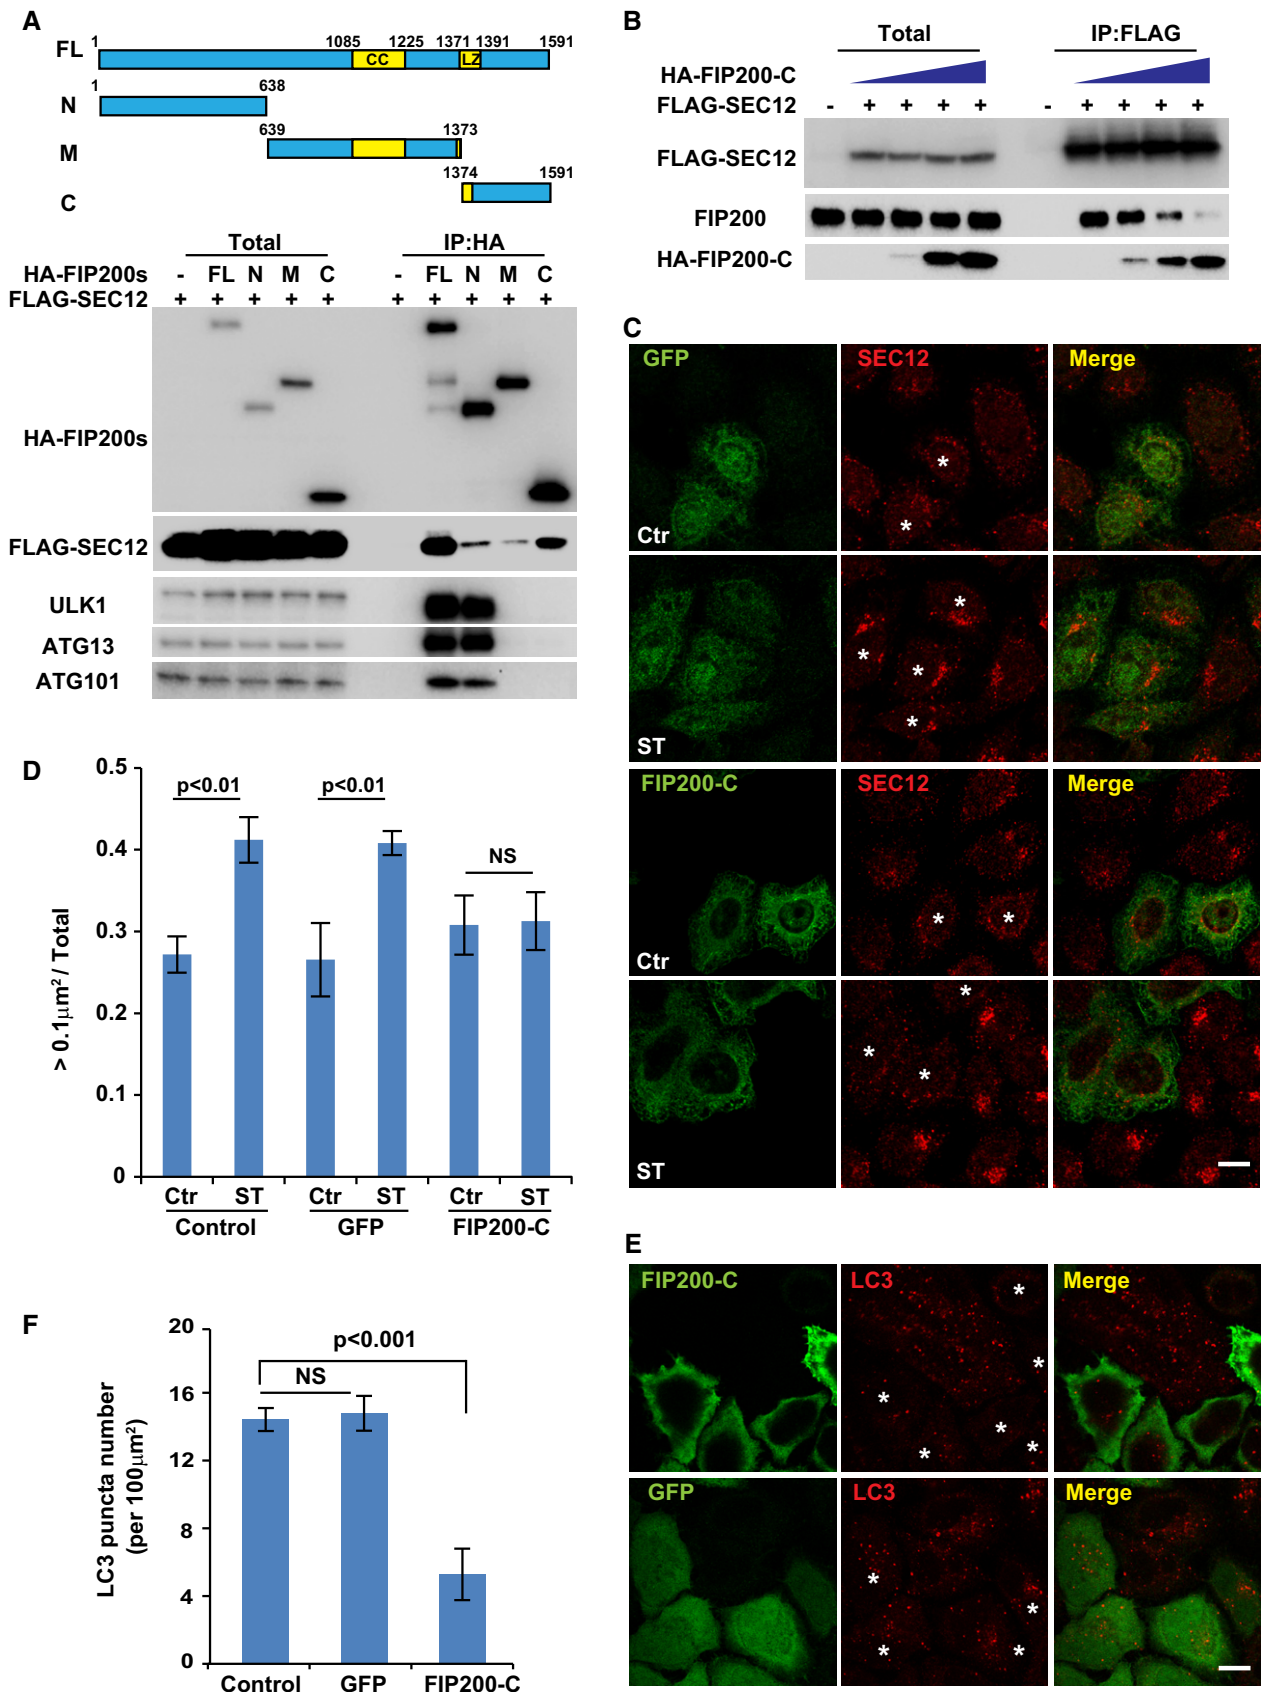 A
FL
1 1085 1225 1371 1391 1591
CC LZ
1 638
N
639 1373
M
1374 1591
C
Total IP:HA
HA-FIP200s - FL N M C - FL N M C
FLAG-SEC12 + + + + + + + + + +
HA-FIP200s
FLAG-SEC12
ULK1
ATG13
ATG101
B
Total IP:FLAG
HA-FIP200-C
FLAG-SEC12 - + + + + - + + + +
FLAG-SEC12
FIP200
HA-FIP200-C
C
GFP SEC12 Merge
* *
Ctr
* * * *
ST
FIP200-C SEC12 Merge
* *
Ctr
* * *
ST
D
> 0.1μm² / Total
0.5
0.4
0.3
0.2
0.1
0
p<0.01 p<0.01 NS
Ctr ST Ctr ST Ctr ST
Control GFP FIP200-C
E
FIP200-C LC3 Merge
* * * * * *
GFP LC3 Merge
* * * *
F
LC3 puncta number
(per 100μm²)
20
16
12
8
4
0
p<0.001
NS
Control GFP FIP200-C